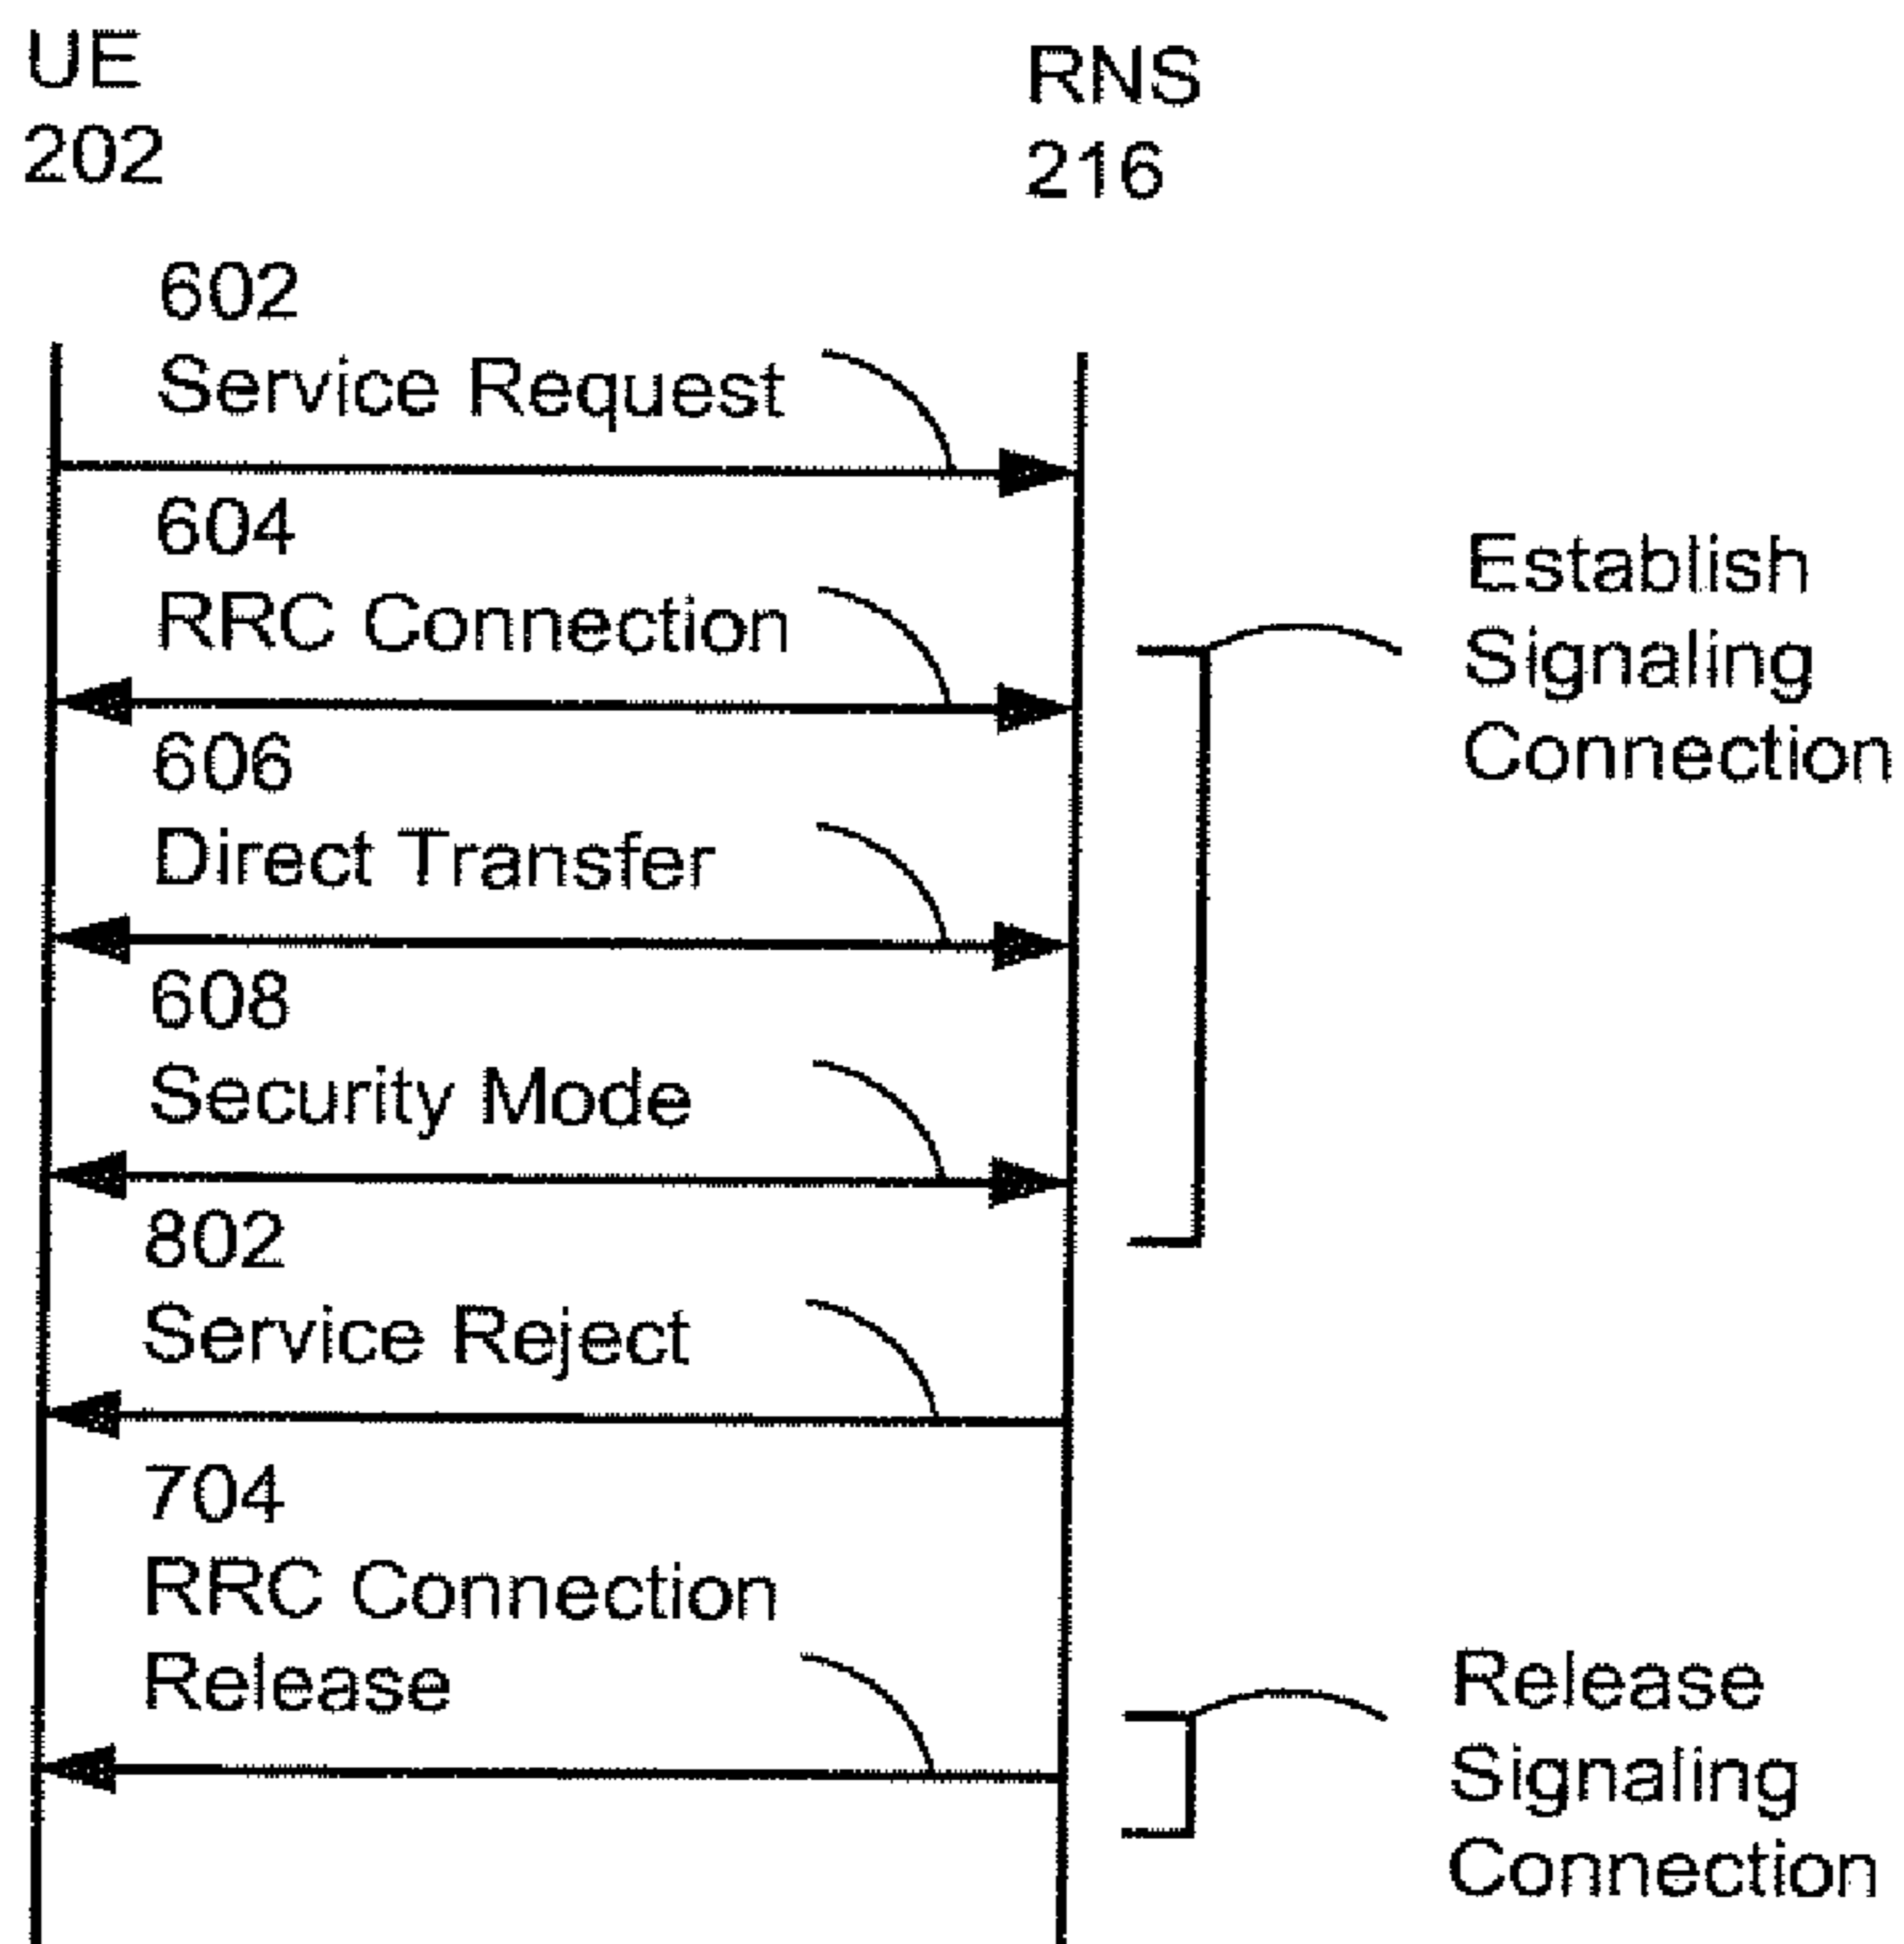 UE
202
RNS
216
602
Service Request
604
RRC Connection
606
Direct Transfer
608
Security Mode
802
Service Reject
704
RRC Connection
Release
Establish
Signaling
Connection
Release
Signaling
Connection